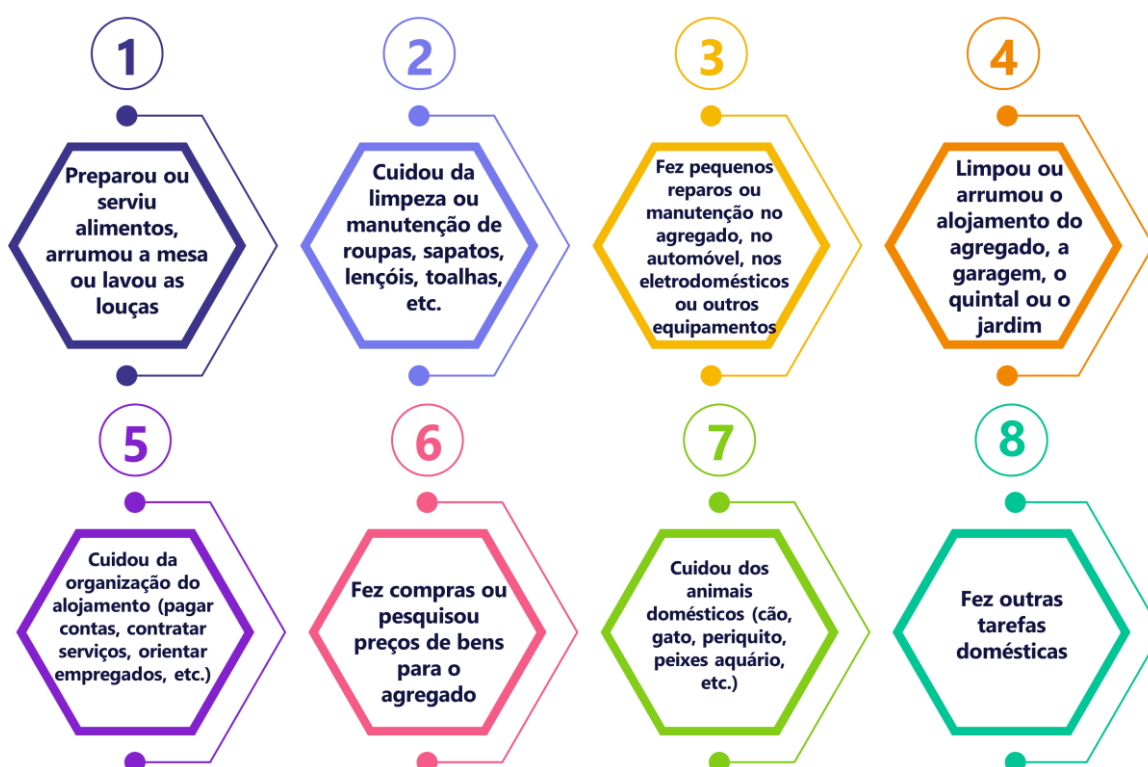 1
Preparou ou
serviu
alimentos,
arrumou a mesa
ou lavou as
louças
2
Cuidou da
limpeza ou
manutenção de
roupas, sapatos,
lençóis, toalhas,
etc.
3
Fez pequenos
reparos ou
manutenção no
agregado, no
automóvel, nos
eletrodomésticos
ou outros
equipamentos
4
Limpou ou
arrumou o
alojamento do
agregado, a
garagem, o
quintal ou o
jardim
5
Cuidou da
organização do
alojamento (pagar
contas, contratar
serviços, orientar
empregados, etc.)
6
Fez compras ou
pesquisou
preços de bens
para o
agregado
7
Cuidou dos
animais
domésticos (cão,
gato, periquito,
peixes aquário,
etc.)
8
Fez outras
tarefas
domésticas